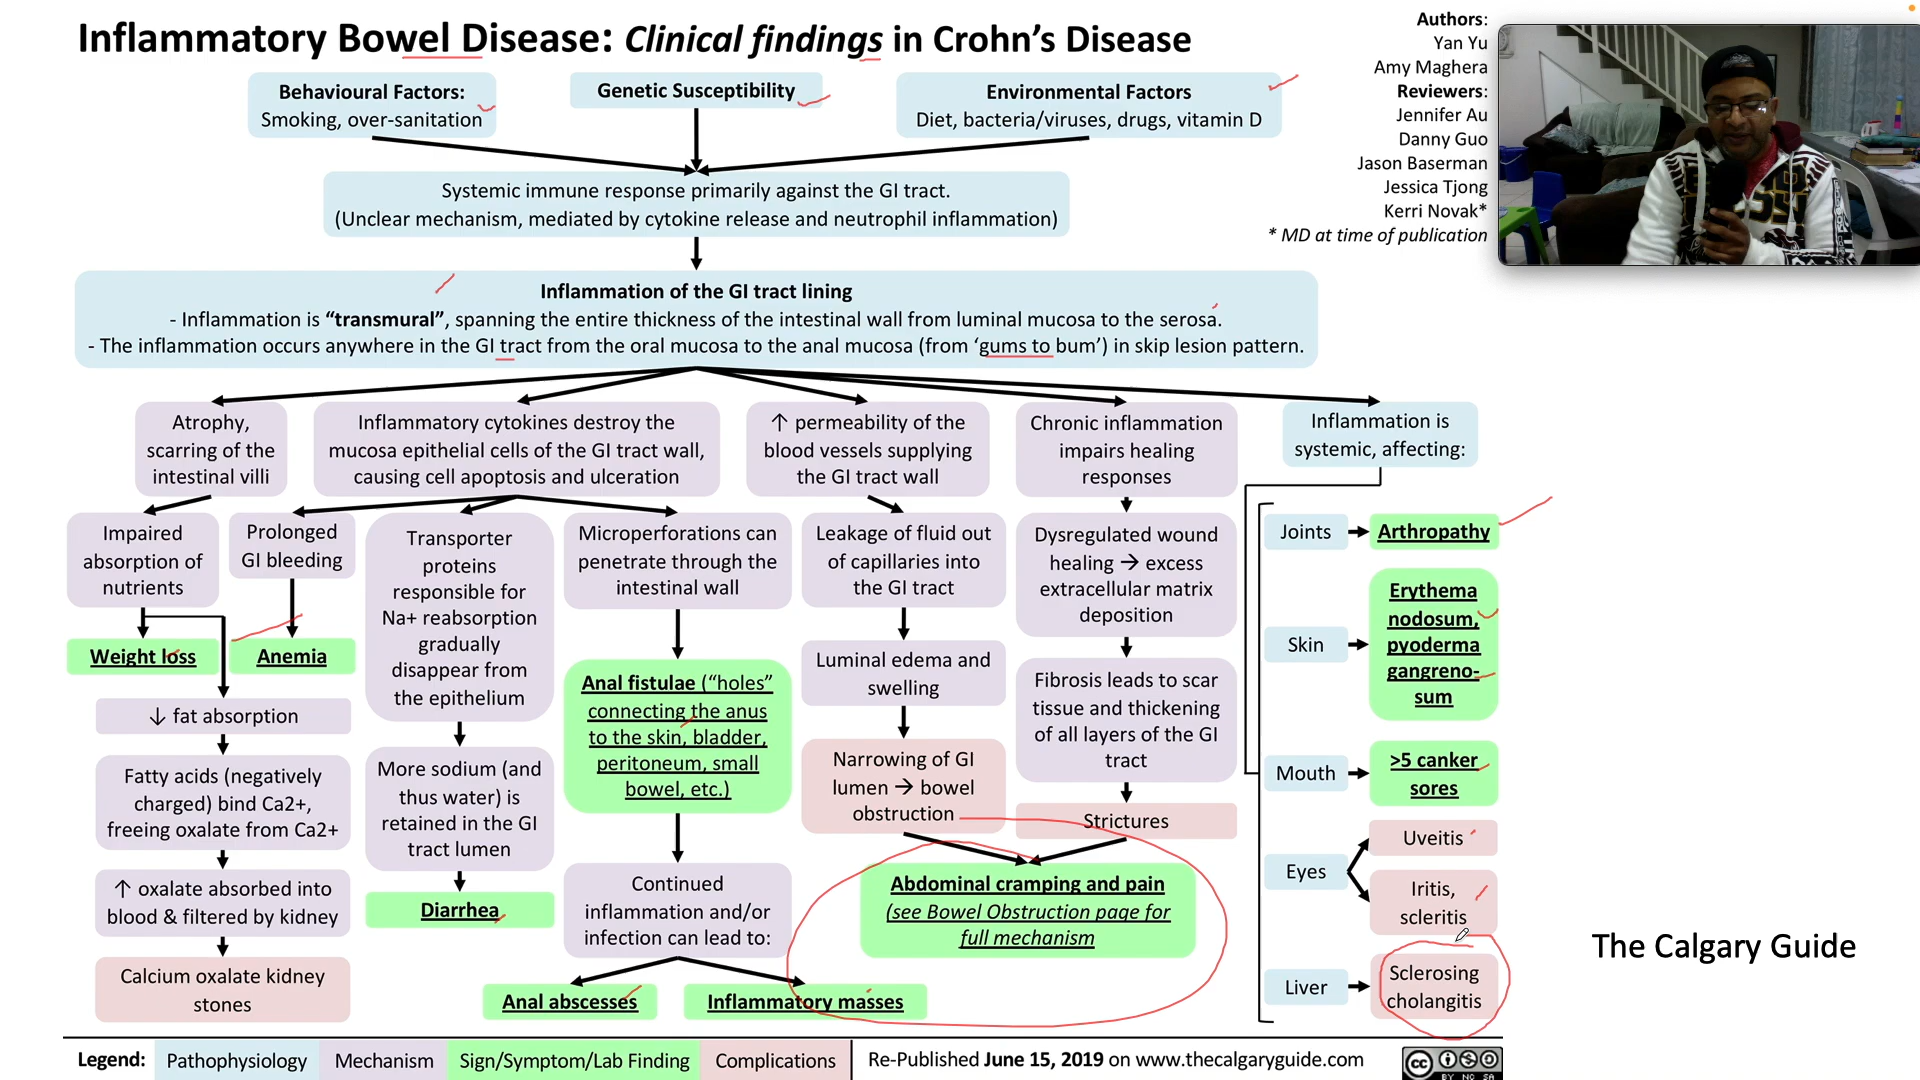 Inflammatory Bowel Disease: Clinical findings in Crohn's Disease
Authors:
Yan Yu
Amy Maghera
Reviewers:
Jennifer Au
Danny Guo
Jason Baserman
Jessica Tjong
Kerri Novak*
* MD at time of publication
Behavioural Factors:
Smoking, over-sanitation
Genetic Susceptibility
Environmental Factors
Diet, bacteria/viruses, drugs, vitamin D
Systemic immune response primarily against the GI tract.
(Unclear mechanism, mediated by cytokine release and neutrophil inflammation)
Inflammation of the GI tract lining
- Inflammation is “transmural”, spanning the entire thickness of the intestinal wall from luminal mucosa to the serosa.
- The inflammation occurs anywhere in the GI tract from the oral mucosa to the anal mucosa (from ‘gums to bum’) in skip lesion pattern.
Atrophy,
scarring of the
intestinal villi
Impaired
absorption of
nutrients
Weight loss
↓ fat absorption
Fatty acids (negatively
charged) bind Ca2+,
freeing oxalate from Ca2+
↑ oxalate absorbed into
blood & filtered by kidney
Calcium oxalate kidney
stones
Inflammatory cytokines destroy the
mucosa epithelial cells of the GI tract wall,
causing cell apoptosis and ulceration
Prolonged
GI bleeding
Anemia
Transporter
proteins
responsible for
Na+ reabsorption
gradually
disappear from
the epithelium
More sodium (and
thus water) is
retained in the GI
tract lumen
Diarrhea
Microperforations can
penetrate through the
intestinal wall
Anal fistulae (“holes”
connecting the anus
to the skin, bladder,
peritoneum, small
bowel, etc.)
Continued
inflammation and/or
infection can lead to:
Anal abscesses
Inflammatory masses
↑ permeability of the
blood vessels supplying
the GI tract wall
Leakage of fluid out
of capillaries into
the GI tract
Luminal edema and
swelling
Narrowing of GI
lumen → bowel
obstruction
Chronic inflammation
impairs healing
responses
Dysregulated wound
healing → excess
extracellular matrix
deposition
Fibrosis leads to scar
tissue and thickening
of all layers of the GI
tract
Strictures
Abdominal cramping and pain
(see Bowel Obstruction page for
full mechanism
Inflammation is
systemic, affecting:
Joints
Arthropathy
Skin
Erythema
nodosum,
pyoderma
gangreno-
sum
Mouth
>5 canker
sores
Eyes
Uveitis
Iritis,
scleritis
Liver
Sclerosing
cholangitis
The Calgary Guide
Legend: Pathophysiology Mechanism Sign/Symptom/Lab Finding Complications
Re-Published June 15, 2019 on www.thecalgaryguide.com
cc
BY NC SA